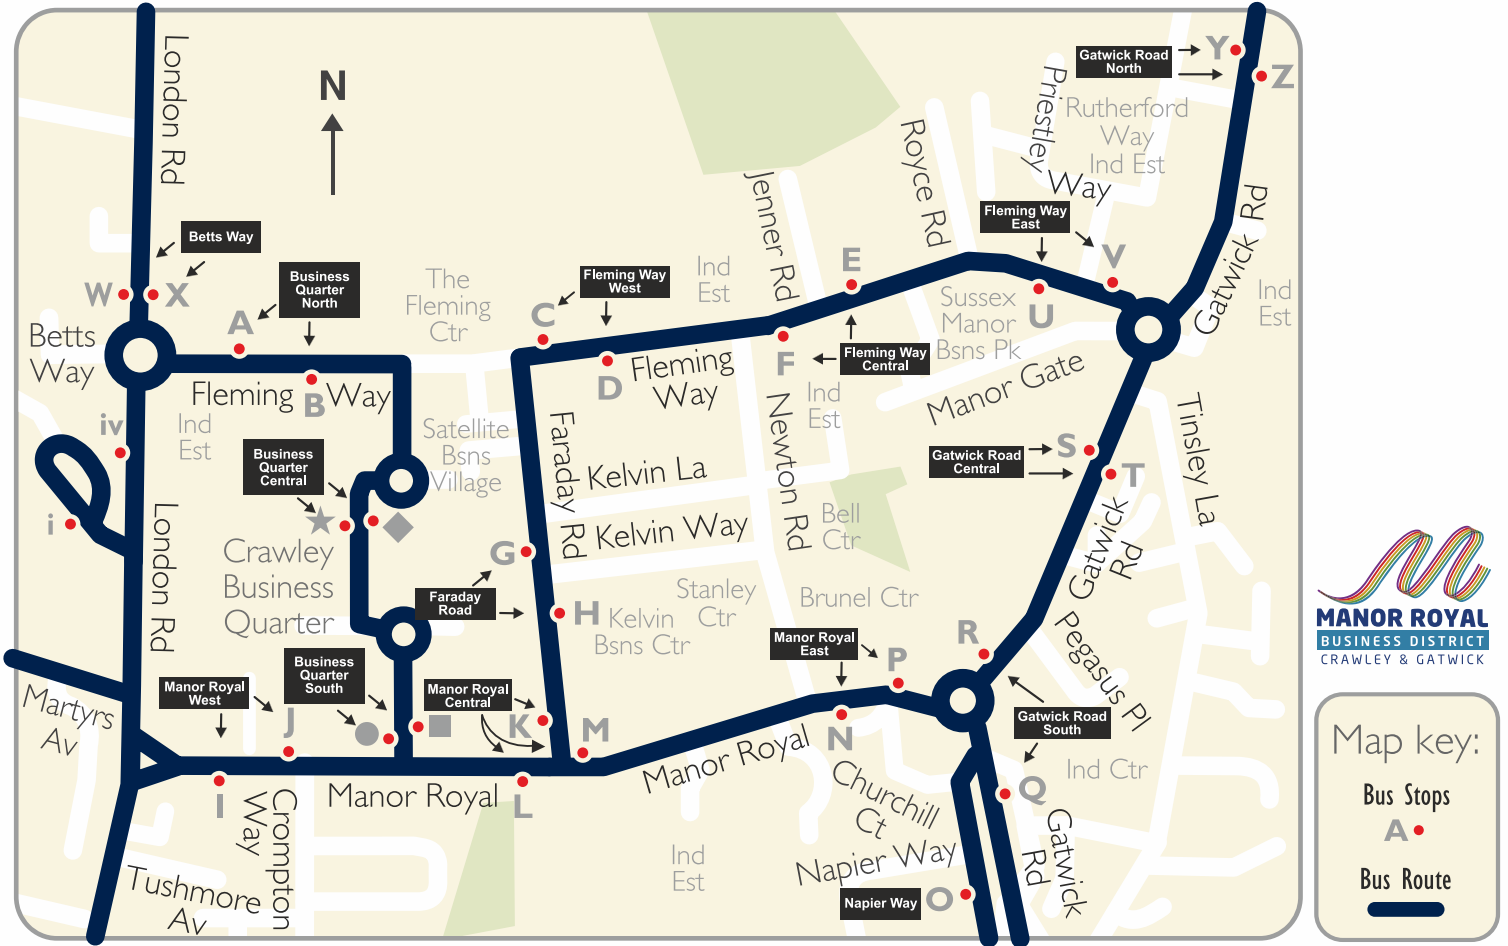 London Rd
N
Betts Way
W
X
Business
Quarter
North
A
Betts
Way
Fleming
B
Way
The
Fleming
Ctr
Fleming Way
West
C
D
Fleming
Way
Ind
Est
Jenner Rd
E
F
Fleming Way
Central
Royce Rd
Fleming Way
East
U
V
Sussex
Manor
Bsns Pk
Manor Gate
Priestley
Way
Rutherford
Way
Ind Est
Gatwick Road
North
Y
Z
Gatwick Rd
Ind
Est
iv
Ind
Est
i
London Rd
Business
Quarter
Central
Crawley
Business
Quarter
Satellite
Bsns
Village
Faraday Rd
Kelvin La
Kelvin Way
G
H
Faraday
Road
Kelvin
Bsns Ctr
Stanley
Ctr
Newton Rd
Ind
Est
Bell
Ctr
Brunel Ctr
Gatwick Road
Central
S
T
Gatwick
Rd
Tinsley La
Pegasus Pl
Martyrs
Av
Manor Royal
West
J
I
Business
Quarter
South
Manor Royal
Central
K
M
L
Manor Royal
Manor Royal
Manor Royal
East
P
N
R
Gatwick Road
South
Q
Ind Ctr
Churchill
Ct
Napier Way
Napier Way
O
Gatwick
Rd
Ind
Est
Crompton
Way
Tushmore
Av
MANOR ROYAL
BUSINESS DISTRICT
CRAWLEY & GATWICK
Map key:
Bus Stops
A
Bus Route